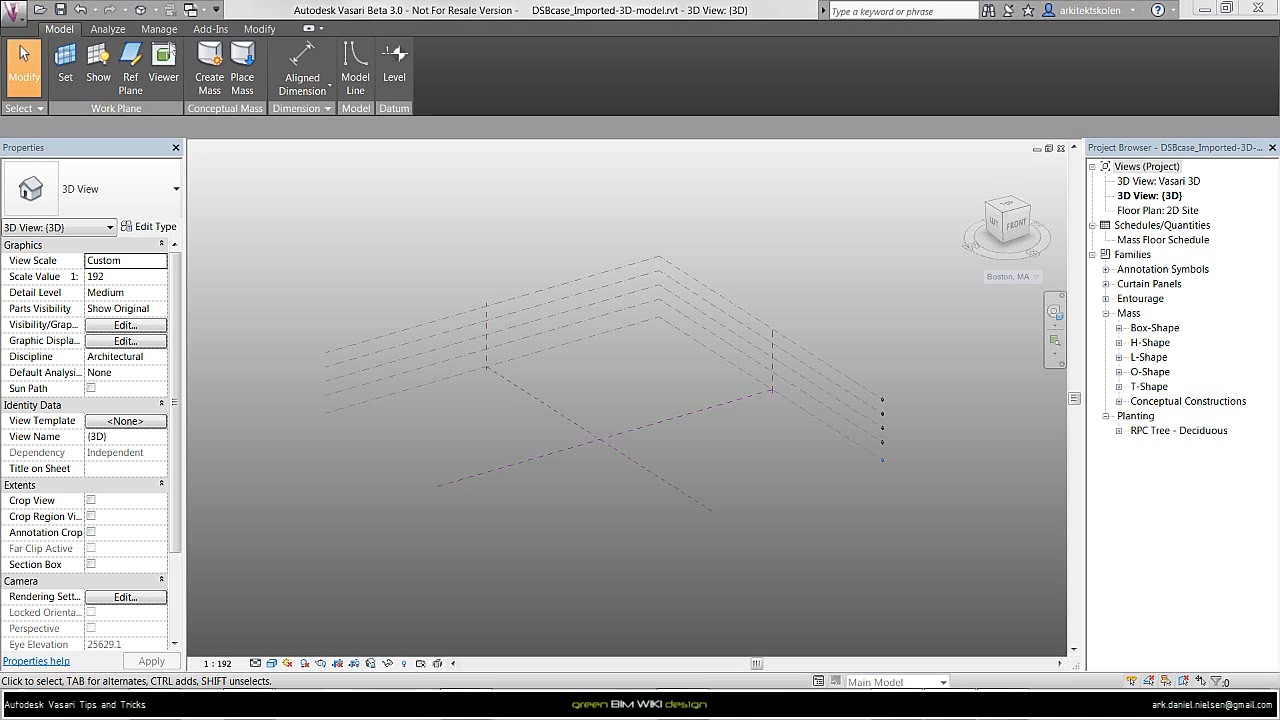 Autodesk Vasari Beta 3.0 - Not For Resale Version - DSBcase_Imported-3D-model.rvt - 3D View: {3D}
Type a keyword or phrase
arkitektskolen
Model Analyze Manage Add-Ins Modify
Modify Set Show Ref Plane Viewer Create Mass Place Mass Aligned Dimension Model Line Level
Select Work Plane Conceptual Mass Dimension Model Datum
Properties
3D View
3D View: {3D} Edit Type
Graphics
View Scale Custom
Scale Value 1: 192
Detail Level Medium
Parts Visibility Show Original
Visibility/Grap... Edit...
Graphic Displa... Edit...
Discipline Architectural
Default Analysi... None
Sun Path
Identity Data
View Template <None>
View Name {3D}
Dependency Independent
Title on Sheet
Extents
Crop View
Crop Region Vi...
Annotation Crop
Far Clip Active
Section Box
Camera
Rendering Sett... Edit...
Locked Orienta...
Perspective
Eye Elevation 25629.1
Properties help Apply
TOP
LEFT FRONT
Boston, MA
Project Browser - DSBcase_Imported-3D-...
Views (Project)
3D View: Vasari 3D
3D View: {3D}
Floor Plan: 2D Site
Schedules/Quantities
Mass Floor Schedule
Families
Annotation Symbols
Curtain Panels
Entourage
Mass
Box-Shape
H-Shape
L-Shape
O-Shape
T-Shape
Conceptual Constructions
Planting
RPC Tree - Deciduous
1 : 192
Click to select, TAB for alternates, CTRL adds, SHIFT unselects.
Main Model
:0
Autodesk Vasari Tips and Tricks
green BIM WIKI design
ark.daniel.nielsen@gmail.com